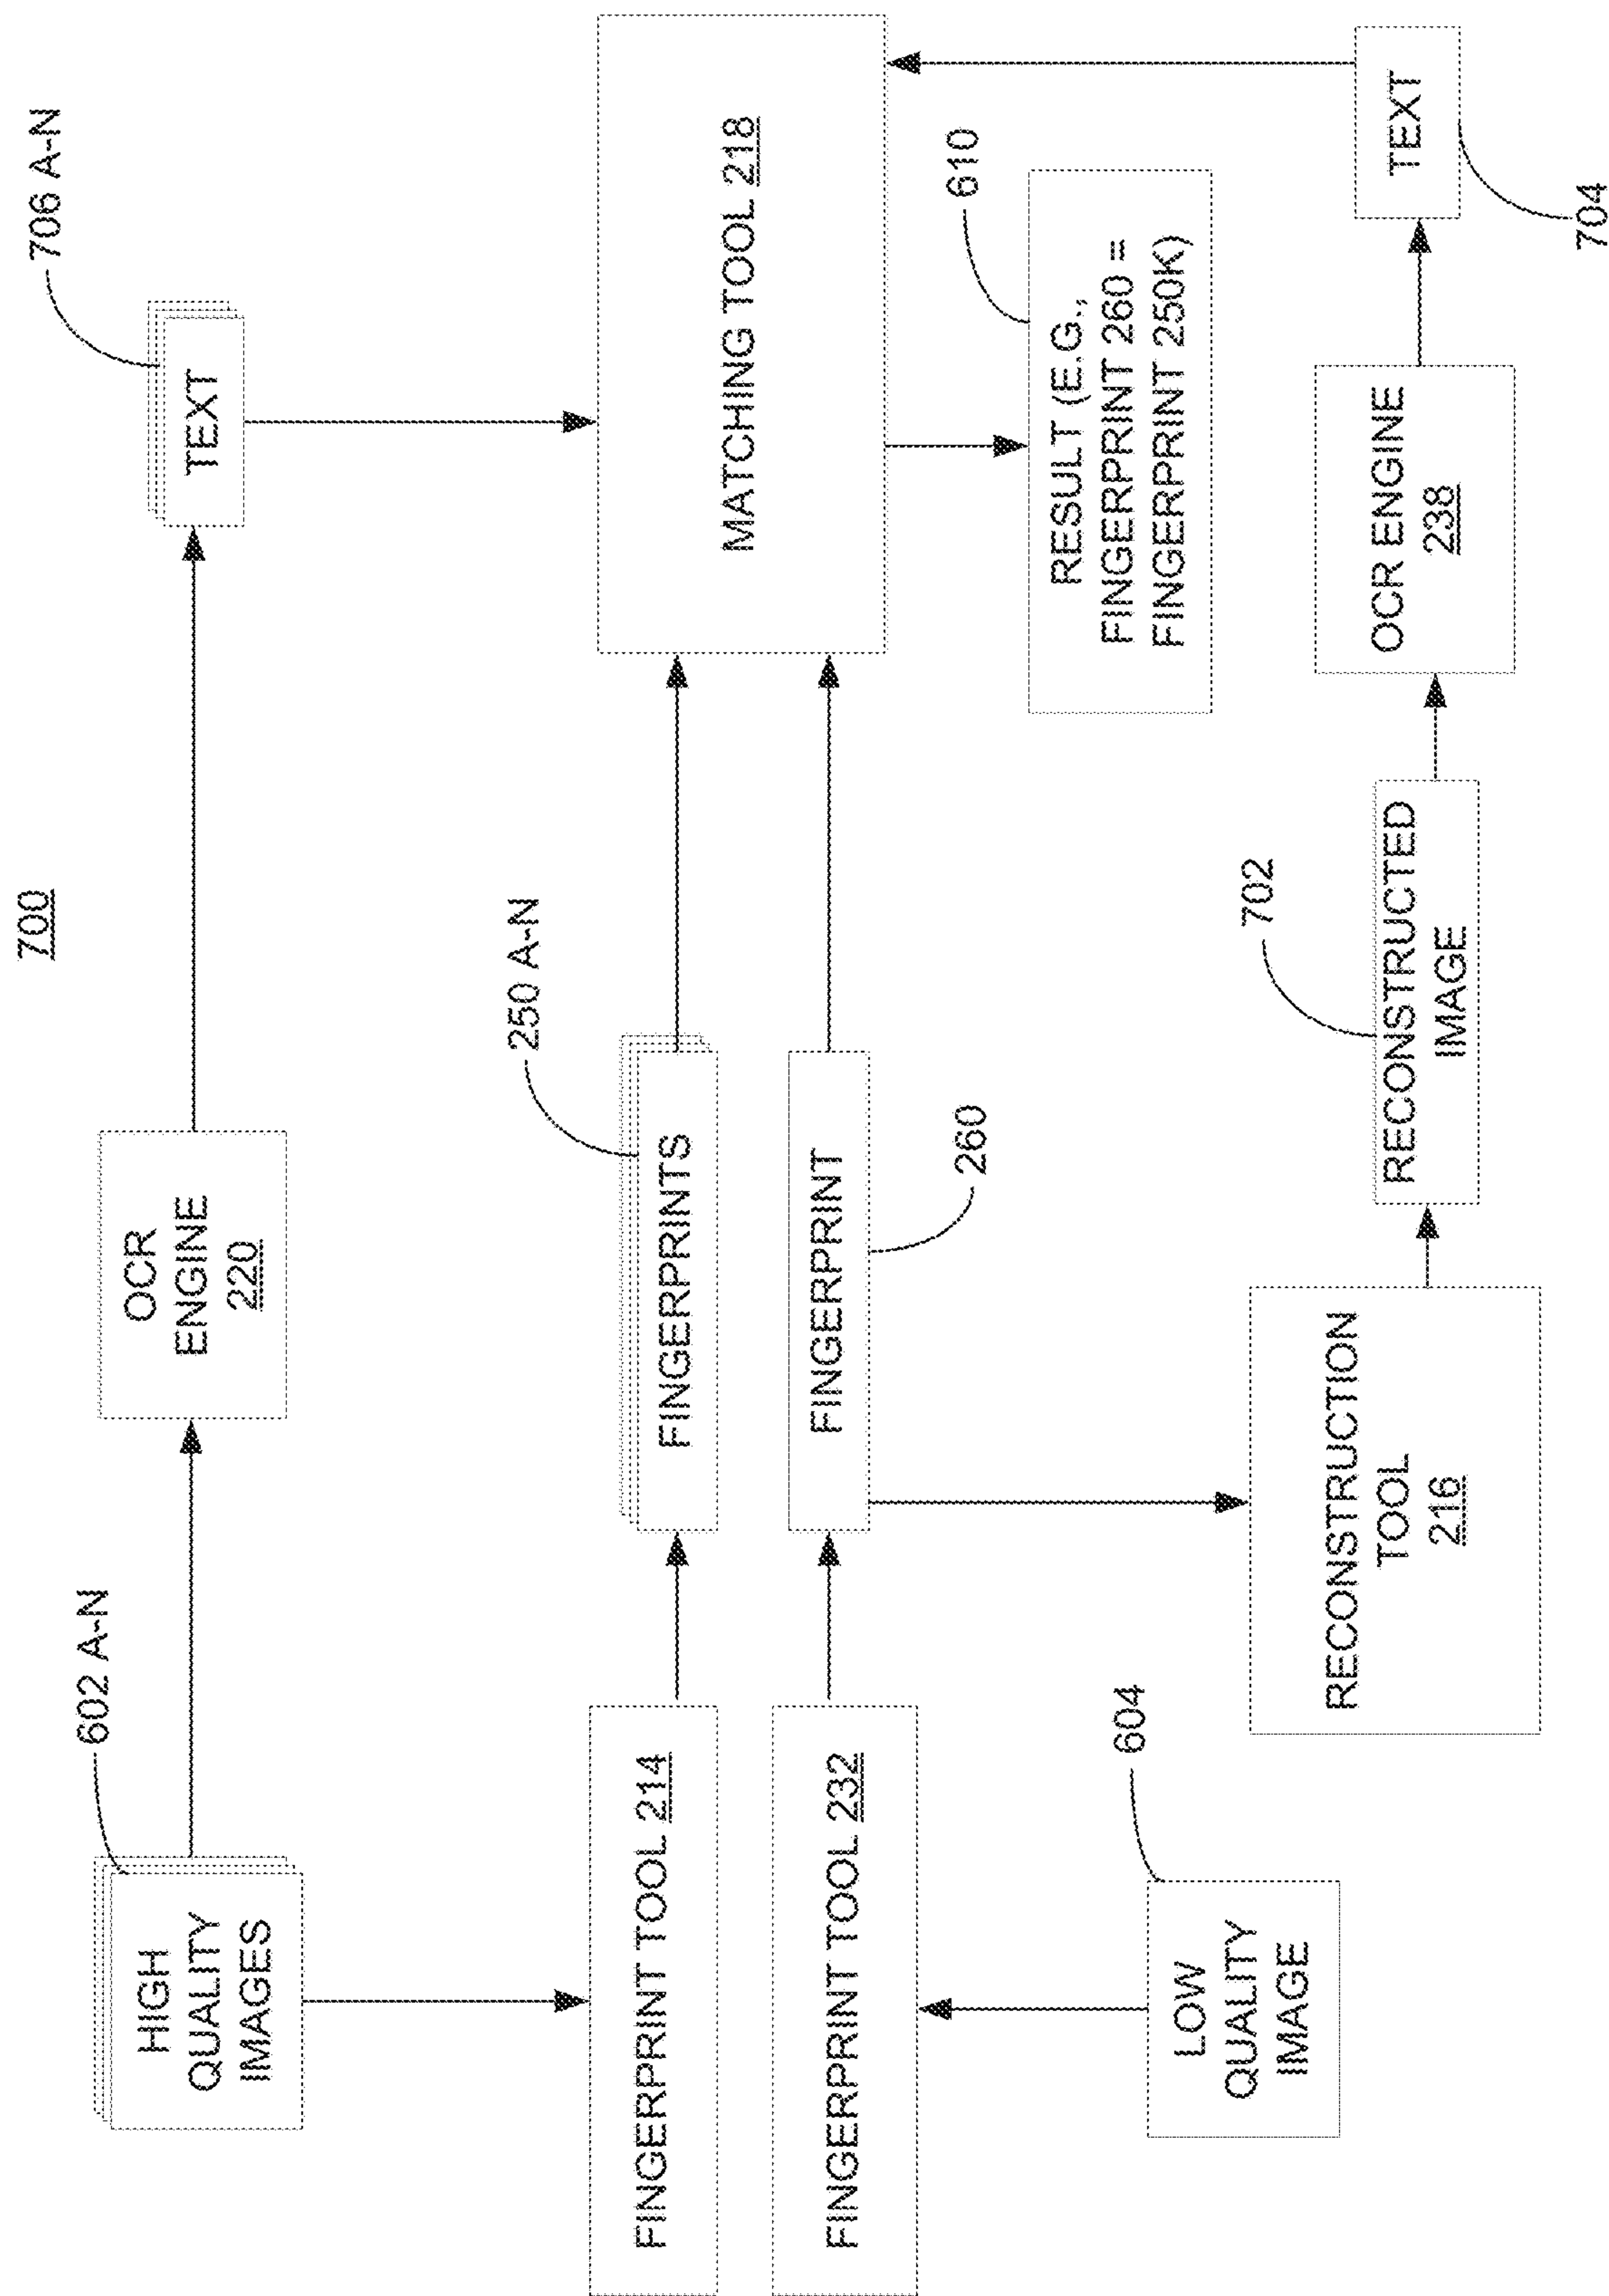 700
602 A-N
HIGH
QUALITY
IMAGES
OCR
ENGINE
220
706 A-N
TEXT
250 A-N
FINGERPRINT TOOL 214
FINGERPRINTS
MATCHING TOOL 218
FINGERPRINT TOOL 232
FINGERPRINT
260
610
RESULT (E.G.,
FINGERPRINT 260 =
FINGERPRINT 250K)
604
LOW
QUALITY
IMAGE
RECONSTRUCTION
TOOL
216
702
RECONSTRUCTED
IMAGE
OCR ENGINE
238
TEXT
704